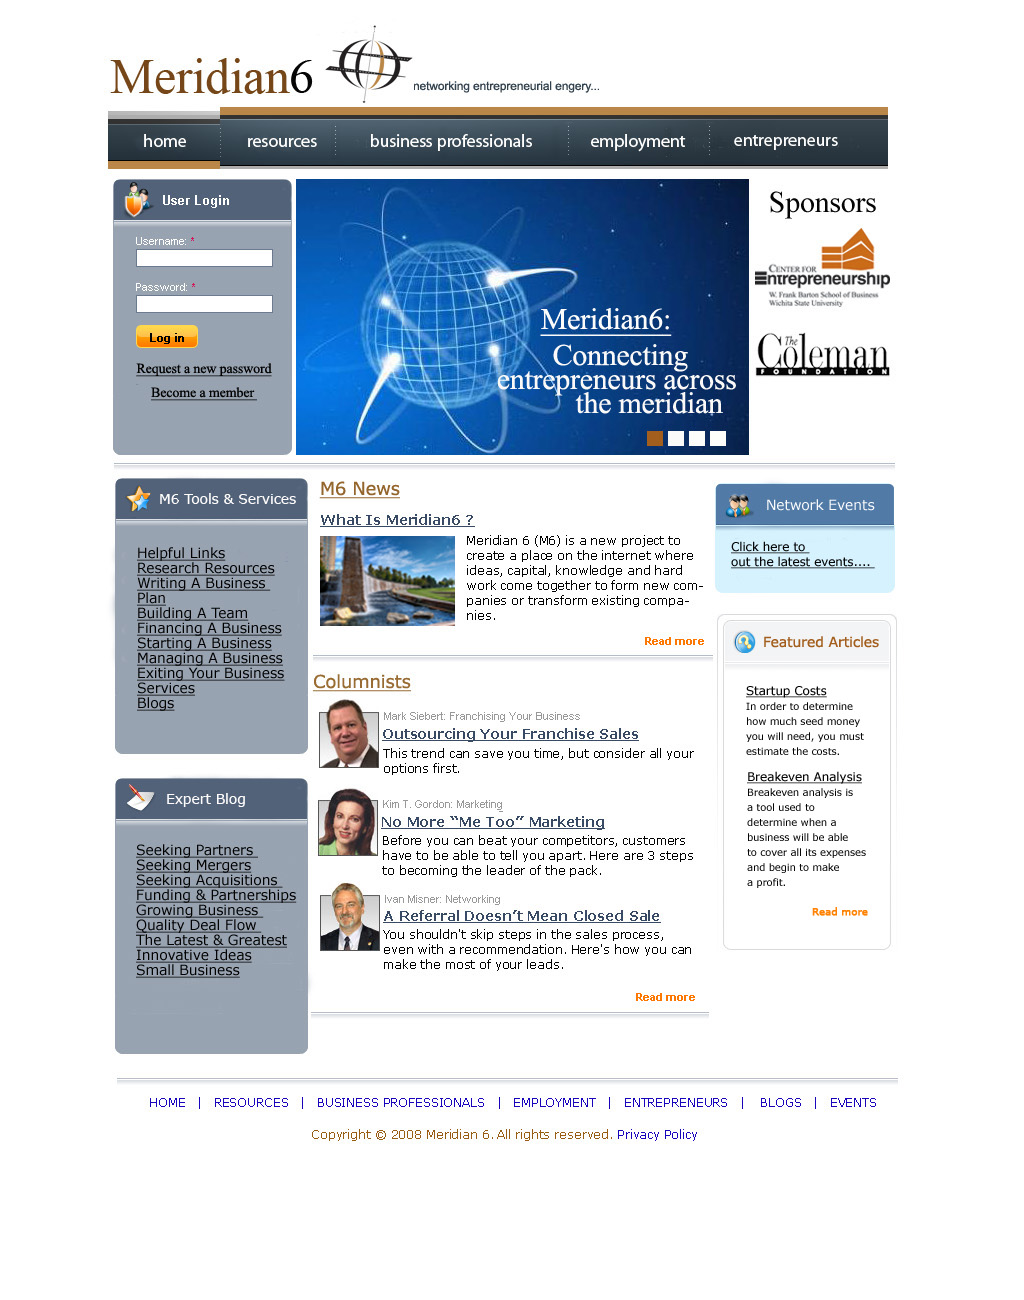 Meridian6
networking entrepreneurial engery...
home
resources
business professionals
employment
entrepreneurs
User Login
Username: *
Password: *
Log in
Request a new password
Become a member
Meridian6:
Connecting
entrepreneurs across
the meridian
Sponsors
CENTER FOR
Entrepreneurship
W. Frank Barton School of Business
Wichita State University
The
Coleman
FOUNDATION
M6 Tools & Services
Helpful Links
Research Resources
Writing A Business
Plan
Building A Team
Financing A Business
Starting A Business
Managing A Business
Exiting Your Business
Services
Blogs
Expert Blog
Seeking Partners
Seeking Mergers
Seeking Acquisitions
Funding & Partnerships
Growing Business
Quality Deal Flow
The Latest & Greatest
Innovative Ideas
Small Business
M6 News
What Is Meridian6 ?
Meridian 6 (M6) is a new project to
create a place on the internet where
ideas, capital, knowledge and hard
work come together to form new com-
panies or transform existing compa-
nies.
Read more
Columnists
Mark Siebert: Franchising Your Business
Outsourcing Your Franchise Sales
This trend can save you time, but consider all your
options first.
Kim T. Gordon: Marketing
No More “Me Too” Marketing
Before you can beat your competitors, customers
have to be able to tell you apart. Here are 3 steps
to becoming the leader of the pack.
Ivan Misner: Networking
A Referral Doesn’t Mean Closed Sale
You shouldn't skip steps in the sales process,
even with a recommendation. Here's how you can
make the most of your leads.
Read more
Network Events
Click here to
out the latest events....
Featured Articles
Startup Costs
In order to determine
how much seed money
you will need, you must
estimate the costs.
Breakeven Analysis
Breakeven analysis is
a tool used to
determine when a
business will be able
to cover all its expenses
and begin to make
a profit.
Read more
HOME | RESOURCES | BUSINESS PROFESSIONALS | EMPLOYMENT | ENTREPRENEURS | BLOGS | EVENTS
Copyright © 2008 Meridian 6. All rights reserved. Privacy Policy